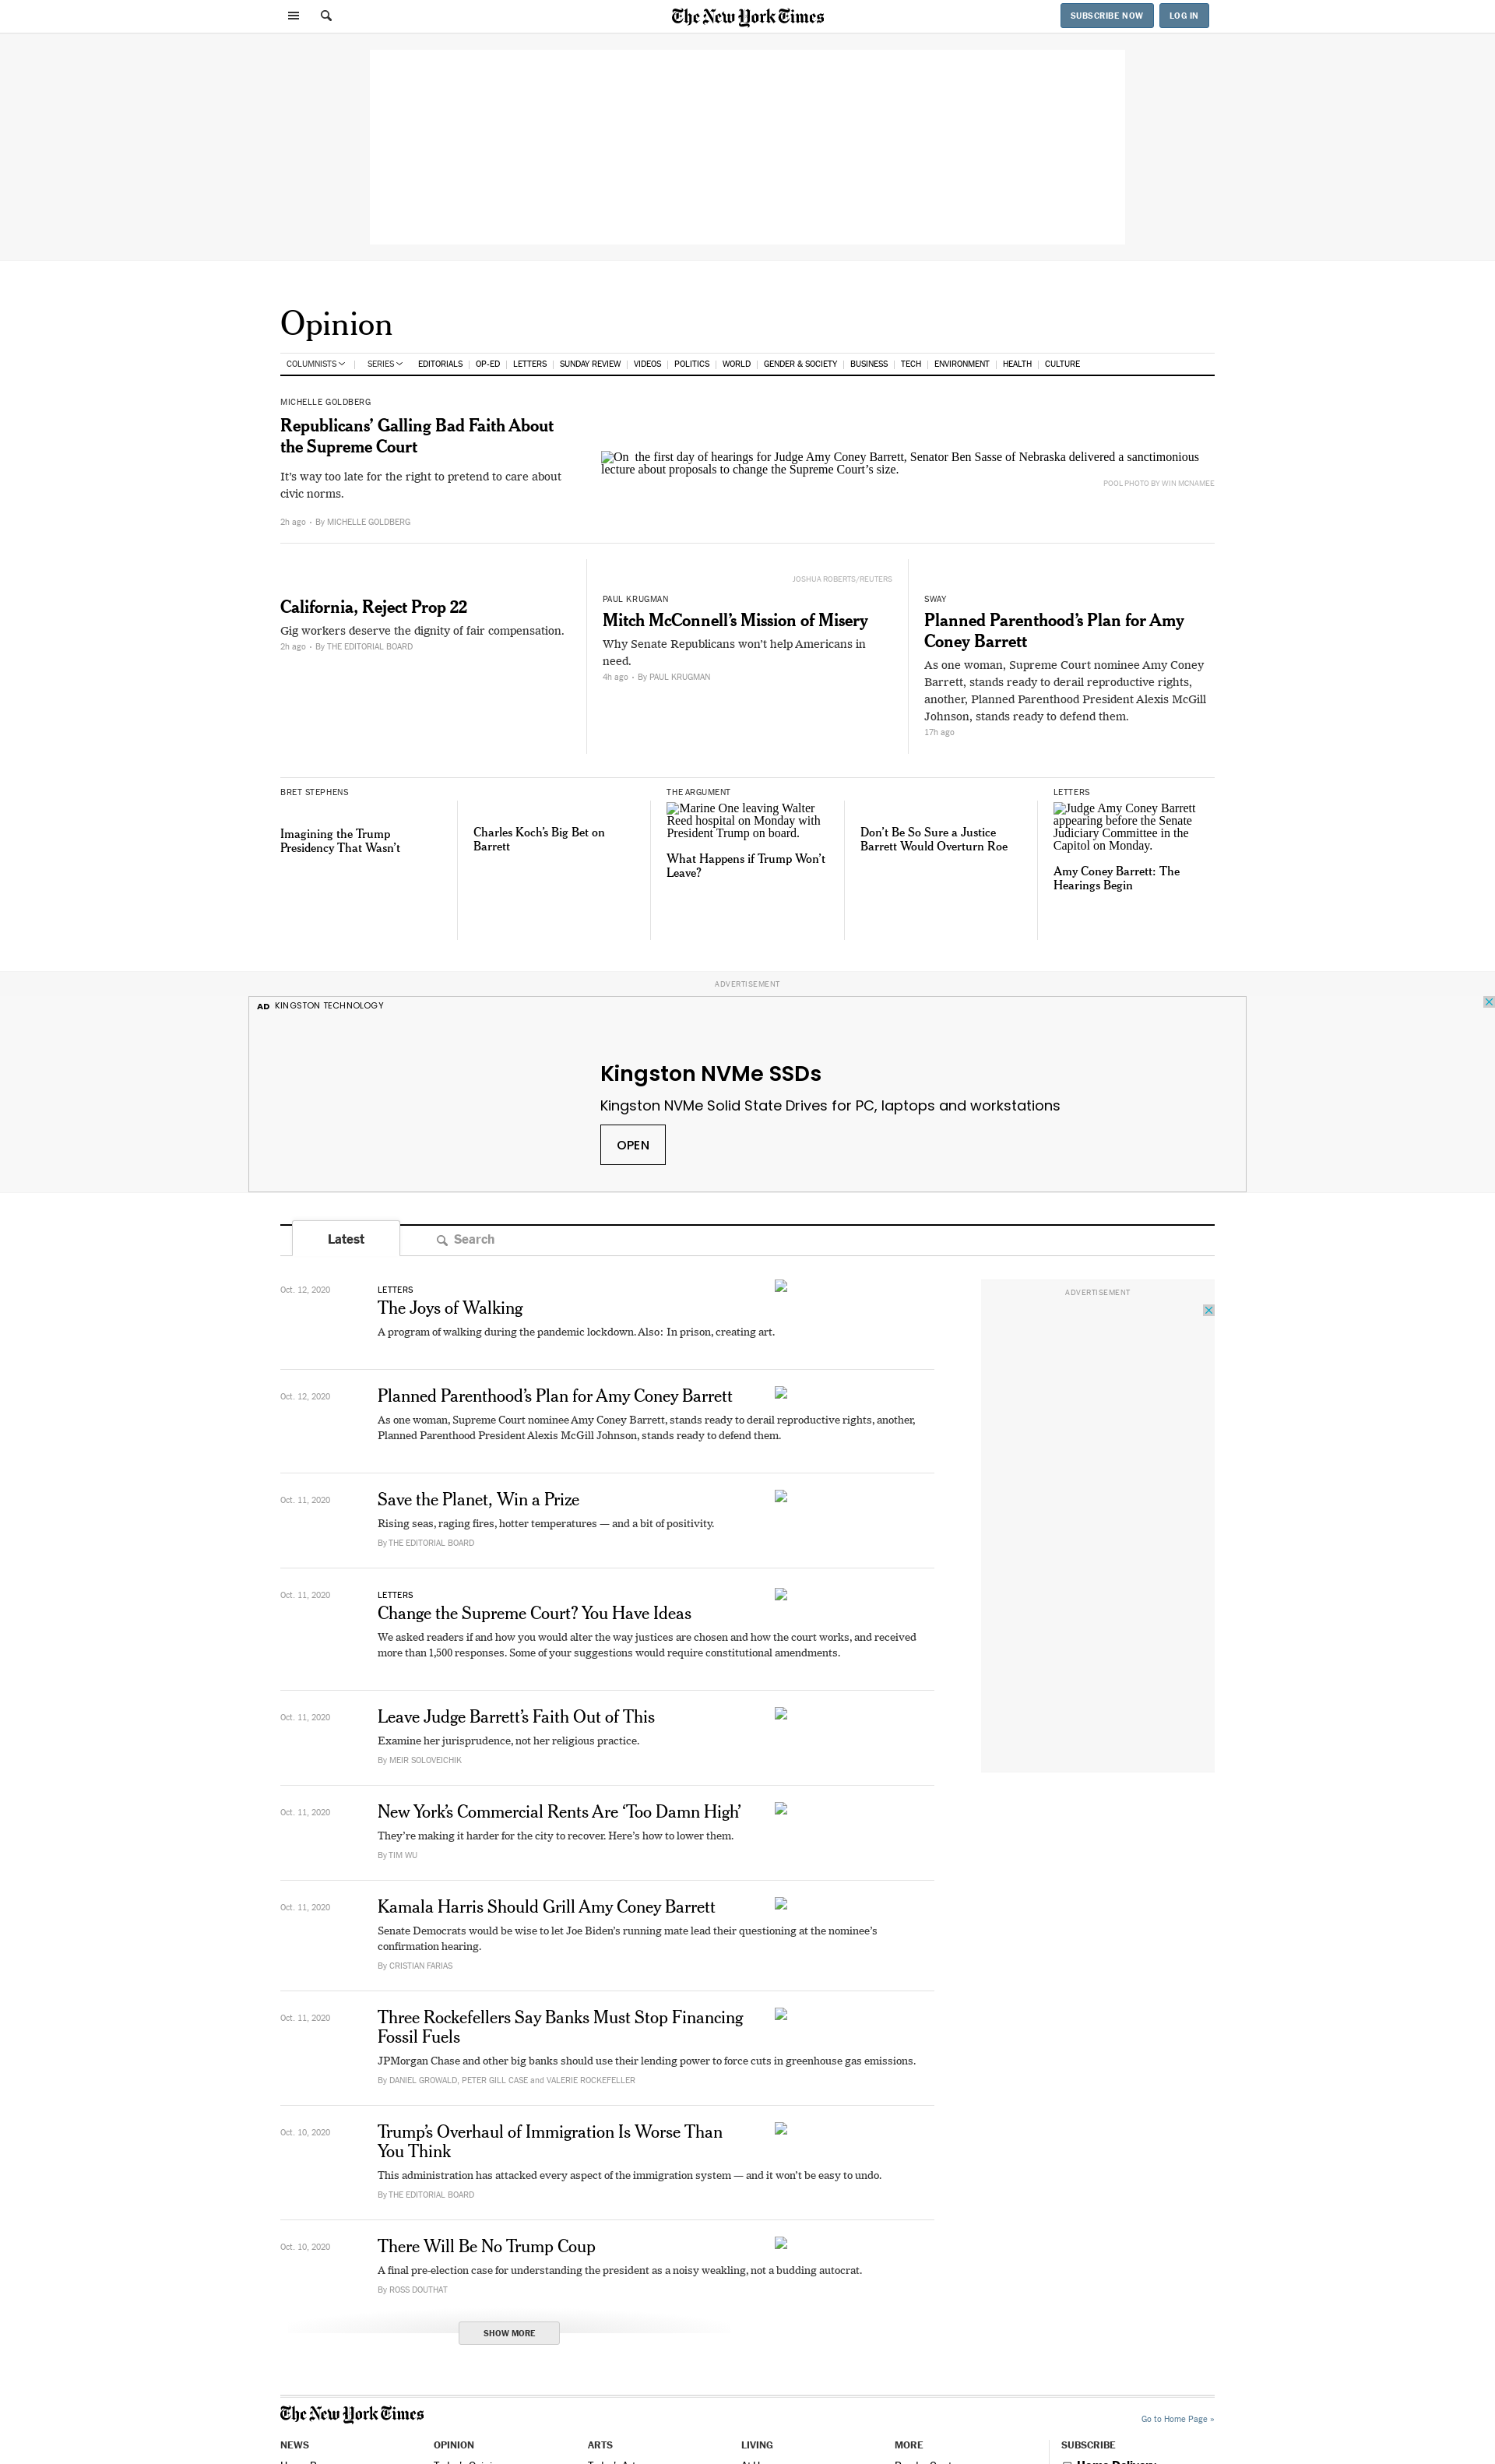 The New York Times
SUBSCRIBE NOW
LOG IN
Opinion
COLUMNISTS
SERIES
EDITORIALS
OP-ED
LETTERS
SUNDAY REVIEW
VIDEOS
POLITICS
WORLD
GENDER & SOCIETY
BUSINESS
TECH
ENVIRONMENT
HEALTH
CULTURE
MICHELLE GOLDBERG
Republicans’ Galling Bad Faith About
the Supreme Court
It’s way too late for the right to pretend to care about
civic norms.
2h ago • By MICHELLE GOLDBERG
On the first day of hearings for Judge Amy Coney Barrett, Senator Ben Sasse of Nebraska delivered a sanctimonious
lecture about proposals to change the Supreme Court’s size.
POOL PHOTO BY WIN MCNAMEE
California, Reject Prop 22
Gig workers deserve the dignity of fair compensation.
2h ago • By THE EDITORIAL BOARD
JOSHUA ROBERTS/REUTERS
PAUL KRUGMAN
Mitch McConnell’s Mission of Misery
Why Senate Republicans won’t help Americans in
need.
4h ago • By PAUL KRUGMAN
SWAY
Planned Parenthood’s Plan for Amy
Coney Barrett
As one woman, Supreme Court nominee Amy Coney
Barrett, stands ready to derail reproductive rights,
another, Planned Parenthood President Alexis McGill
Johnson, stands ready to defend them.
17h ago
BRET STEPHENS
Imagining the Trump
Presidency That Wasn’t
Charles Koch’s Big Bet on
Barrett
THE ARGUMENT
Marine One leaving Walter
Reed hospital on Monday with
President Trump on board.
What Happens if Trump Won’t
Leave?
Don’t Be So Sure a Justice
Barrett Would Overturn Roe
LETTERS
Judge Amy Coney Barrett
appearing before the Senate
Judiciary Committee in the
Capitol on Monday.
Amy Coney Barrett: The
Hearings Begin
ADVERTISEMENT
AD KINGSTON TECHNOLOGY
Kingston NVMe SSDs
Kingston NVMe Solid State Drives for PC, laptops and workstations
OPEN
Latest
Search
ADVERTISEMENT
Oct. 12, 2020
LETTERS
The Joys of Walking
A program of walking during the pandemic lockdown. Also: In prison, creating art.
Oct. 12, 2020
Planned Parenthood’s Plan for Amy Coney Barrett
As one woman, Supreme Court nominee Amy Coney Barrett, stands ready to derail reproductive rights, another,
Planned Parenthood President Alexis McGill Johnson, stands ready to defend them.
Oct. 11, 2020
Save the Planet, Win a Prize
Rising seas, raging fires, hotter temperatures — and a bit of positivity.
By THE EDITORIAL BOARD
Oct. 11, 2020
LETTERS
Change the Supreme Court? You Have Ideas
We asked readers if and how you would alter the way justices are chosen and how the court works, and received
more than 1,500 responses. Some of your suggestions would require constitutional amendments.
Oct. 11, 2020
Leave Judge Barrett’s Faith Out of This
Examine her jurisprudence, not her religious practice.
By MEIR SOLOVEICHIK
Oct. 11, 2020
New York’s Commercial Rents Are ‘Too Damn High’
They’re making it harder for the city to recover. Here’s how to lower them.
By TIM WU
Oct. 11, 2020
Kamala Harris Should Grill Amy Coney Barrett
Senate Democrats would be wise to let Joe Biden’s running mate lead their questioning at the nominee’s
confirmation hearing.
By CRISTIAN FARIAS
Oct. 11, 2020
Three Rockefellers Say Banks Must Stop Financing
Fossil Fuels
JPMorgan Chase and other big banks should use their lending power to force cuts in greenhouse gas emissions.
By DANIEL GROWALD, PETER GILL CASE and VALERIE ROCKEFELLER
Oct. 10, 2020
Trump’s Overhaul of Immigration Is Worse Than
You Think
This administration has attacked every aspect of the immigration system — and it won’t be easy to undo.
By THE EDITORIAL BOARD
Oct. 10, 2020
There Will Be No Trump Coup
A final pre-election case for understanding the president as a noisy weakling, not a budding autocrat.
By ROSS DOUTHAT
SHOW MORE
The New York Times
Go to Home Page »
NEWS
OPINION
ARTS
LIVING
MORE
SUBSCRIBE